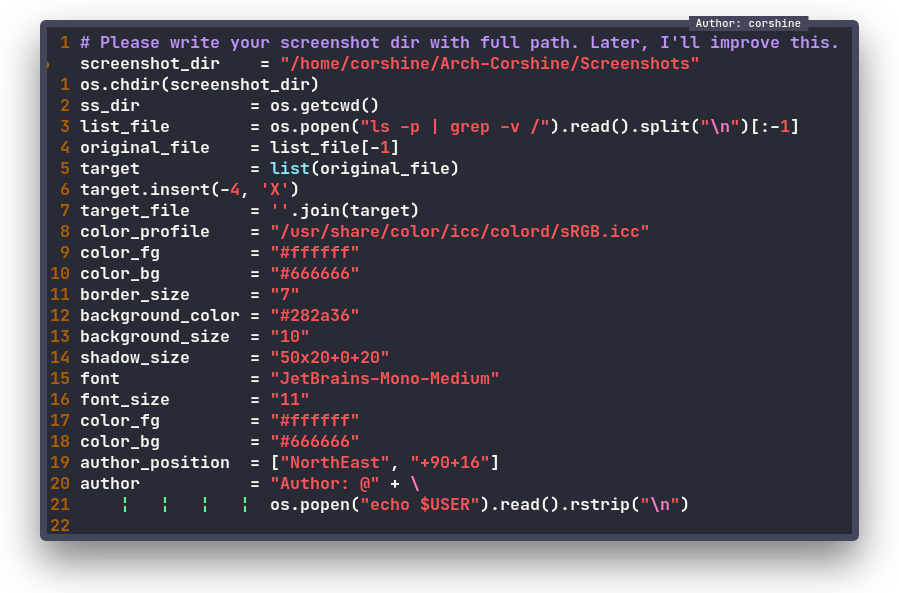 Author: corshine
1 # Please write your screenshot dir with full path. Later, I'll improve this.
screenshot_dir    = "/home/corshine/Arch-Corshine/Screenshots"
1 os.chdir(screenshot_dir)
2 ss_dir           = os.getcwd()
3 list_file        = os.popen("ls -p | grep -v /").read().split("\n")[:-1]
4 original_file    = list_file[-1]
5 target           = list(original_file)
6 target.insert(-4, 'X')
7 target_file      = ''.join(target)
8 color_profile    = "/usr/share/color/icc/colord/sRGB.icc"
9 color_fg         = "#ffffff"
10 color_bg         = "#666666"
11 border_size      = "7"
12 background_color = "#282a36"
13 background_size  = "10"
14 shadow_size      = "50x20+0+20"
15 font             = "JetBrains-Mono-Medium"
16 font_size        = "11"
17 color_fg         = "#ffffff"
18 color_bg         = "#666666"
19 author_position  = ["NorthEast", "+90+16"]
20 author           = "Author: @" + \
21     ¦   ¦   ¦   ¦  os.popen("echo $USER").read().rstrip("\n")
22